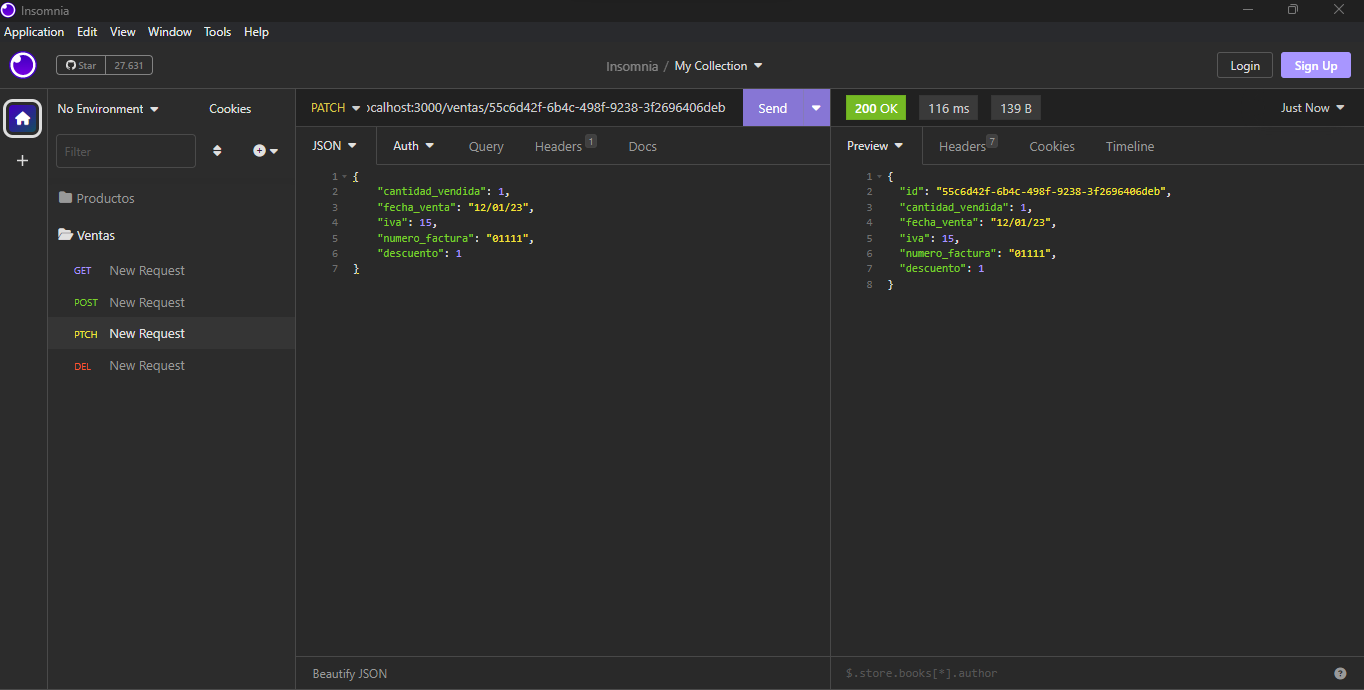 Insomnia
Application Edit View Window Tools Help
Star 27.631
Insomnia / My Collection
Login Sign Up
No Environment Cookies
Filter
Productos
Ventas
GET New Request
POST New Request
PTCH New Request
DEL New Request
PATCH ocalhost:3000/ventas/55c6d42f-6b4c-498f-9238-3f2696406deb Send
JSON Auth Query Headers 1 Docs
1 {
2 "cantidad_vendida": 1,
3 "fecha_venta": "12/01/23",
4 "iva": 15,
5 "numero_factura": "01111",
6 "descuento": 1
7 }
Beautify JSON
200 OK 116 ms 139 B Just Now
Preview Headers 7 Cookies Timeline
1 {
2 "id": "55c6d42f-6b4c-498f-9238-3f2696406deb",
3 "cantidad_vendida": 1,
4 "fecha_venta": "12/01/23",
5 "iva": 15,
6 "numero_factura": "01111",
7 "descuento": 1
8 }
$.store.books[*].author